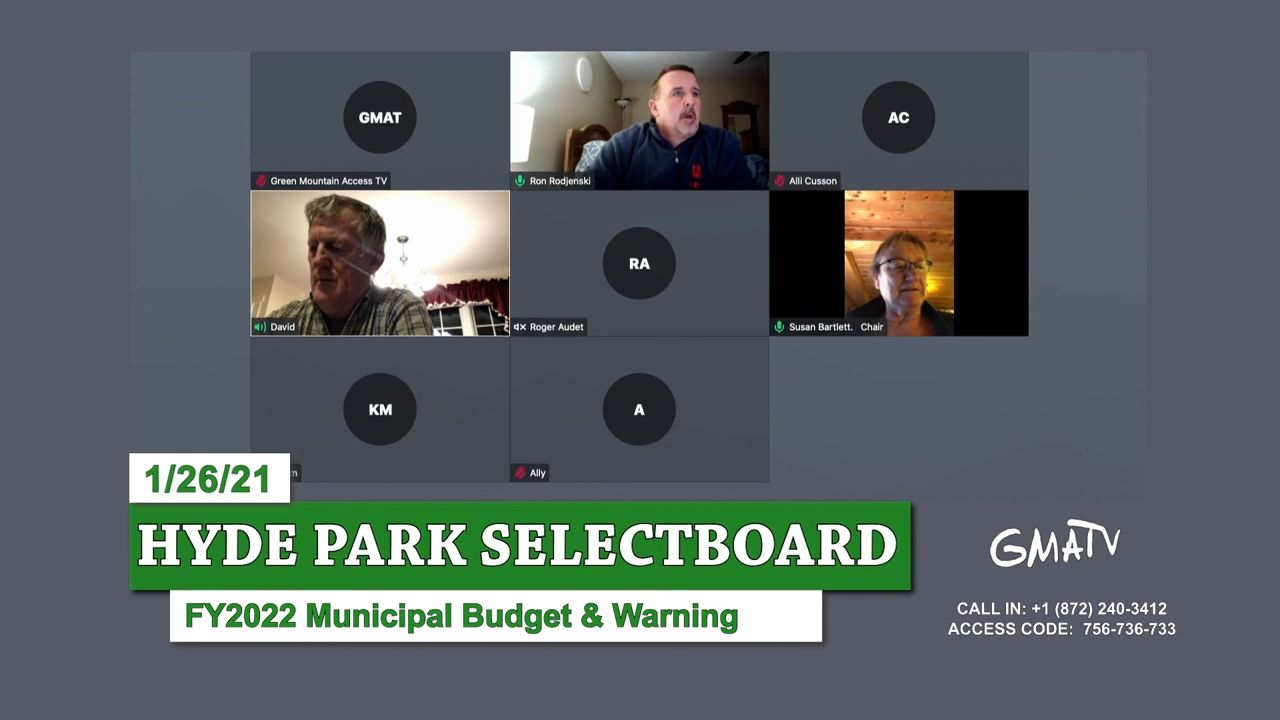 GMAT
AC
Green Mountain Access TV
Ron Rodjenski
Alli Cusson
RA
David
Roger Audet
Susan Bartlett. Chair
KM
A
Ally
1/26/21
HYDE PARK SELECTBOARD
FY2022 Municipal Budget & Warning
GMATV
CALL IN: +1 (872) 240-3412
ACCESS CODE: 756-736-733